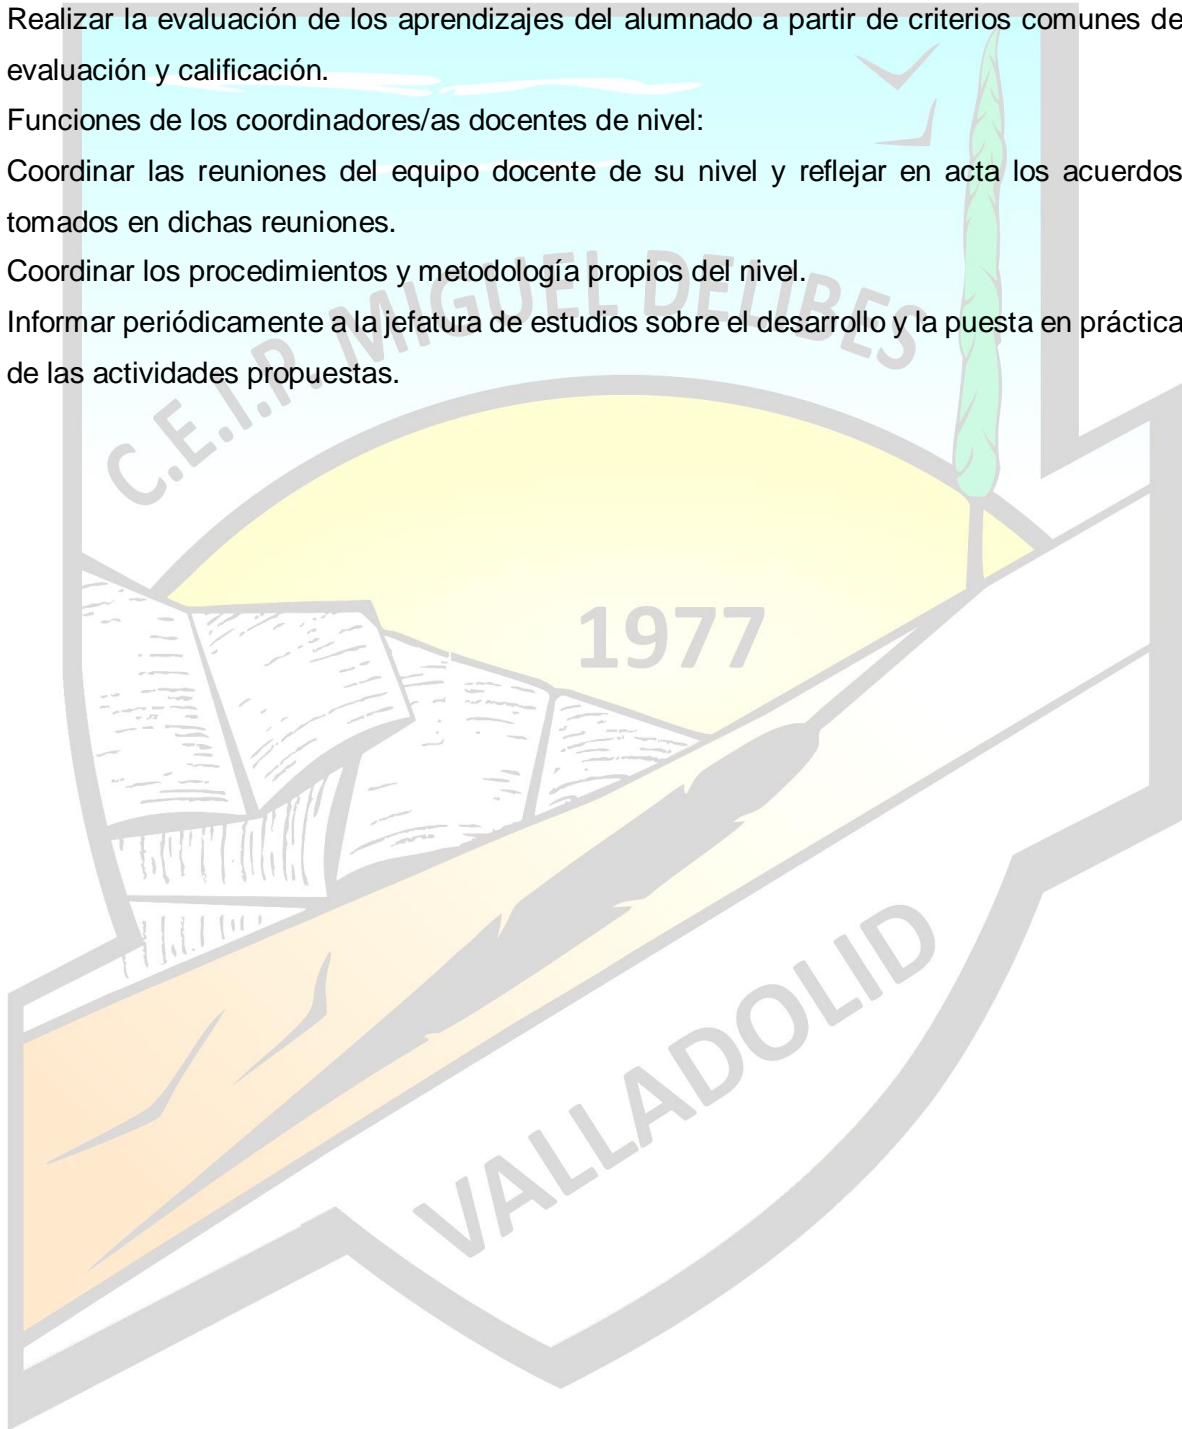 Realizar la evaluación de los aprendizajes del alumnado a partir de criterios comunes de
evaluación y calificación.
Funciones de los coordinadores/as docentes de nivel:
Coordinar las reuniones del equipo docente de su nivel y reflejar en acta los acuerdos
tomados en dichas reuniones.
Coordinar los procedimientos y metodología propios del nivel.
Informar periódicamente a la jefatura de estudios sobre el desarrollo y la puesta en práctica
de las actividades propuestas.
C.E.I.P. MIGUEL DELIBES
1977
VALLADOLID